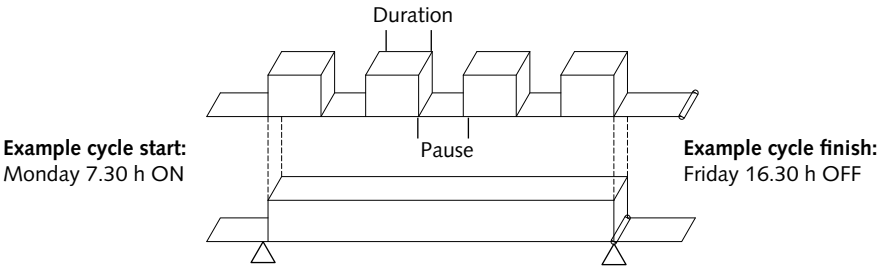 Duration
Pause
Example cycle start:
Monday 7.30 h ON
Example cycle finish:
Friday 16.30 h OFF